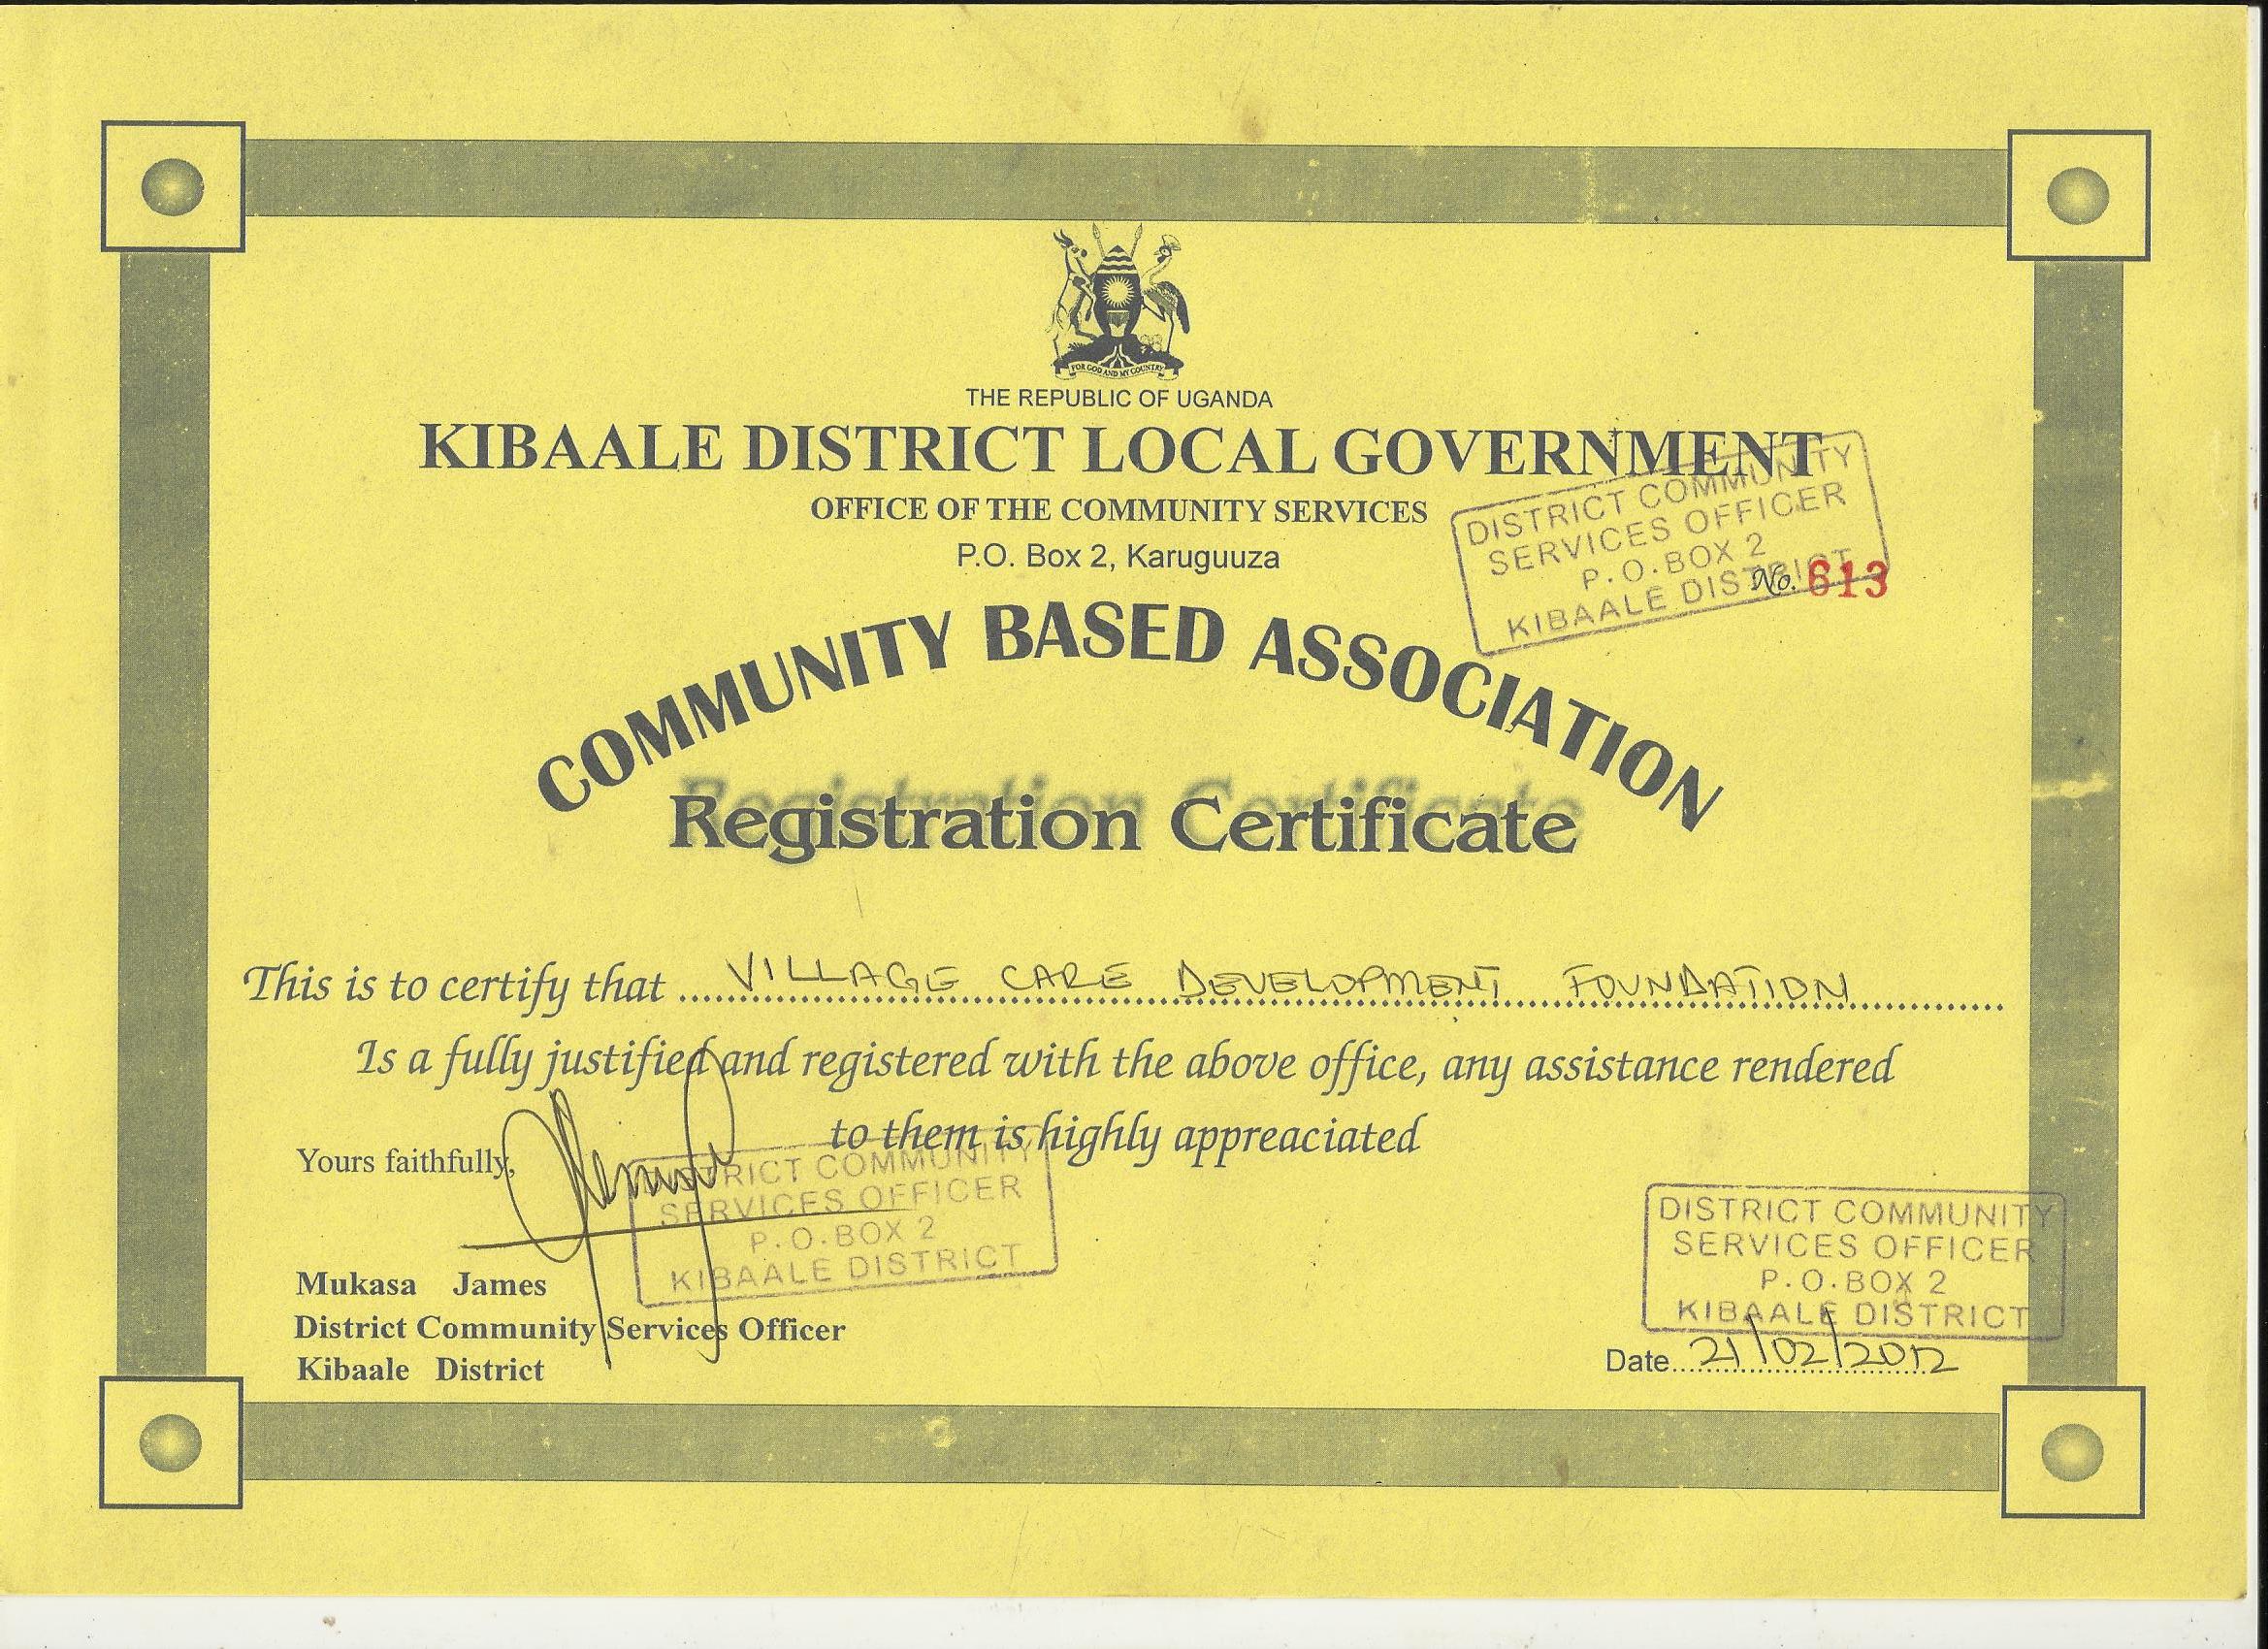 FOR GOD AND MY COUNTRY
THE REPUBLIC OF UGANDA
KIBAALE DISTRICT LOCAL GOVERNMENT
OFFICE OF THE COMMUNITY SERVICES
P.O. Box 2, Karuguuza
DISTRICT COMMUNITY
SERVICES OFFICER
P.O.BOX 2
KIBAALE DISTRICT
No. 613
COMMUNITY BASED ASSOCIATION
Registration Certificate
This is to certify that VILLAGE CARE DEVELOPMENT FOUNDATION
Is a fully justified and registered with the above office, any assistance rendered
to them is highly appreaciated
Yours faithfully,
DISTRICT COMMUNITY
SERVICES OFFICER
P.O.BOX 2
KIBAALE DISTRICT
Mukasa James
District Community Services Officer
Kibaale District
DISTRICT COMMUNITY
SERVICES OFFICER
P.O.BOX 2
KIBAALE DISTRICT
Date 21/02/2012